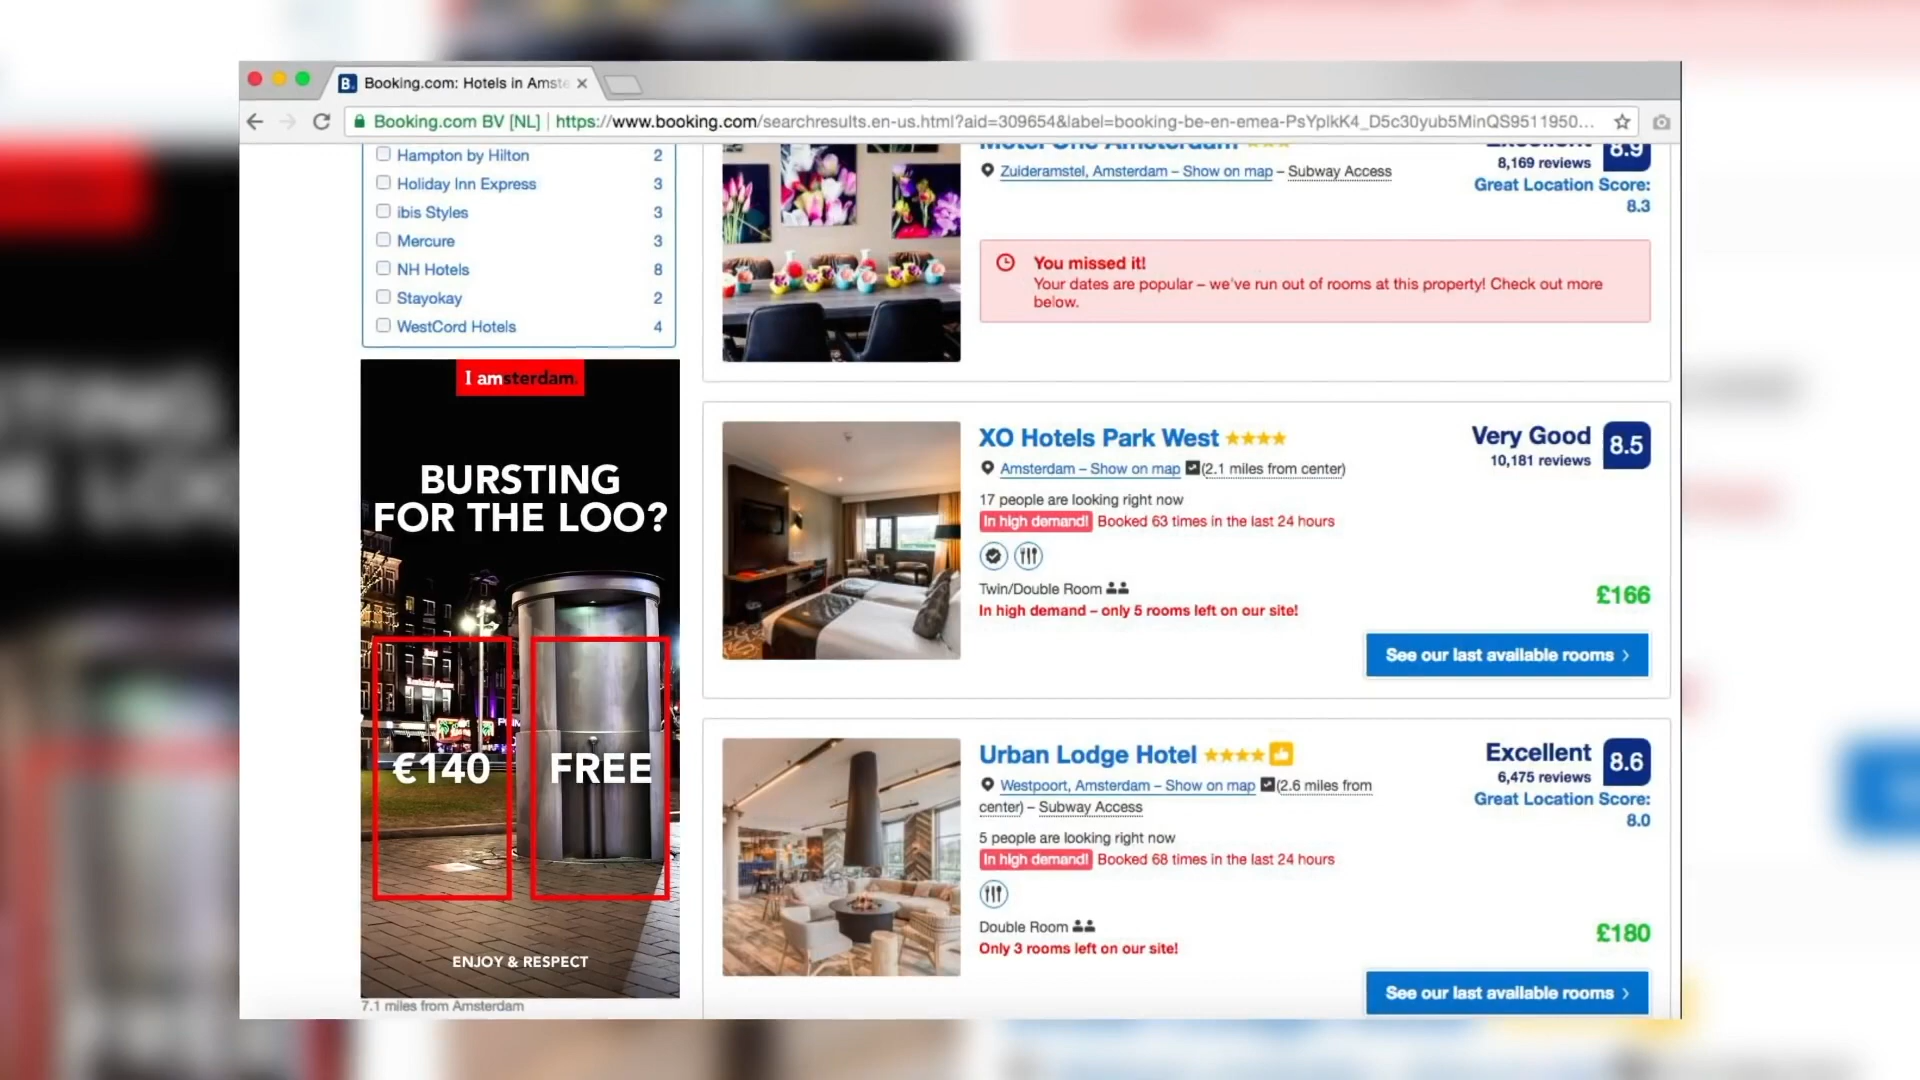 Booking.com: Hotels in Amste
Booking.com BV [NL] | https://www.booking.com/searchresults.en-us.html?aid=309654&label=booking-be-en-emea-PsYplkK4_D5c30yub5MinQS9511950...
Hampton by Hilton 2
Holiday Inn Express 3
ibis Styles 3
Mercure 3
NH Hotels 8
Stayokay 2
WestCord Hotels 4
I amsterdam.
BURSTING
FOR THE LOO?
€140 FREE
ENJOY & RESPECT
7.1 miles from Amsterdam
Motel One Amsterdam
Excellent 8.9
8,169 reviews
Zuideramstel, Amsterdam – Show on map – Subway Access
Great Location Score:
8.3
You missed it!
Your dates are popular – we've run out of rooms at this property! Check out more
below.
XO Hotels Park West
Very Good 8.5
10,181 reviews
Amsterdam – Show on map (2.1 miles from center)
17 people are looking right now
In high demand! Booked 63 times in the last 24 hours
Twin/Double Room
£166
In high demand – only 5 rooms left on our site!
See our last available rooms
Urban Lodge Hotel
Excellent 8.6
6,475 reviews
Westpoort, Amsterdam – Show on map (2.6 miles from
center) – Subway Access
Great Location Score:
8.0
5 people are looking right now
In high demand! Booked 68 times in the last 24 hours
Double Room
£180
Only 3 rooms left on our site!
See our last available rooms